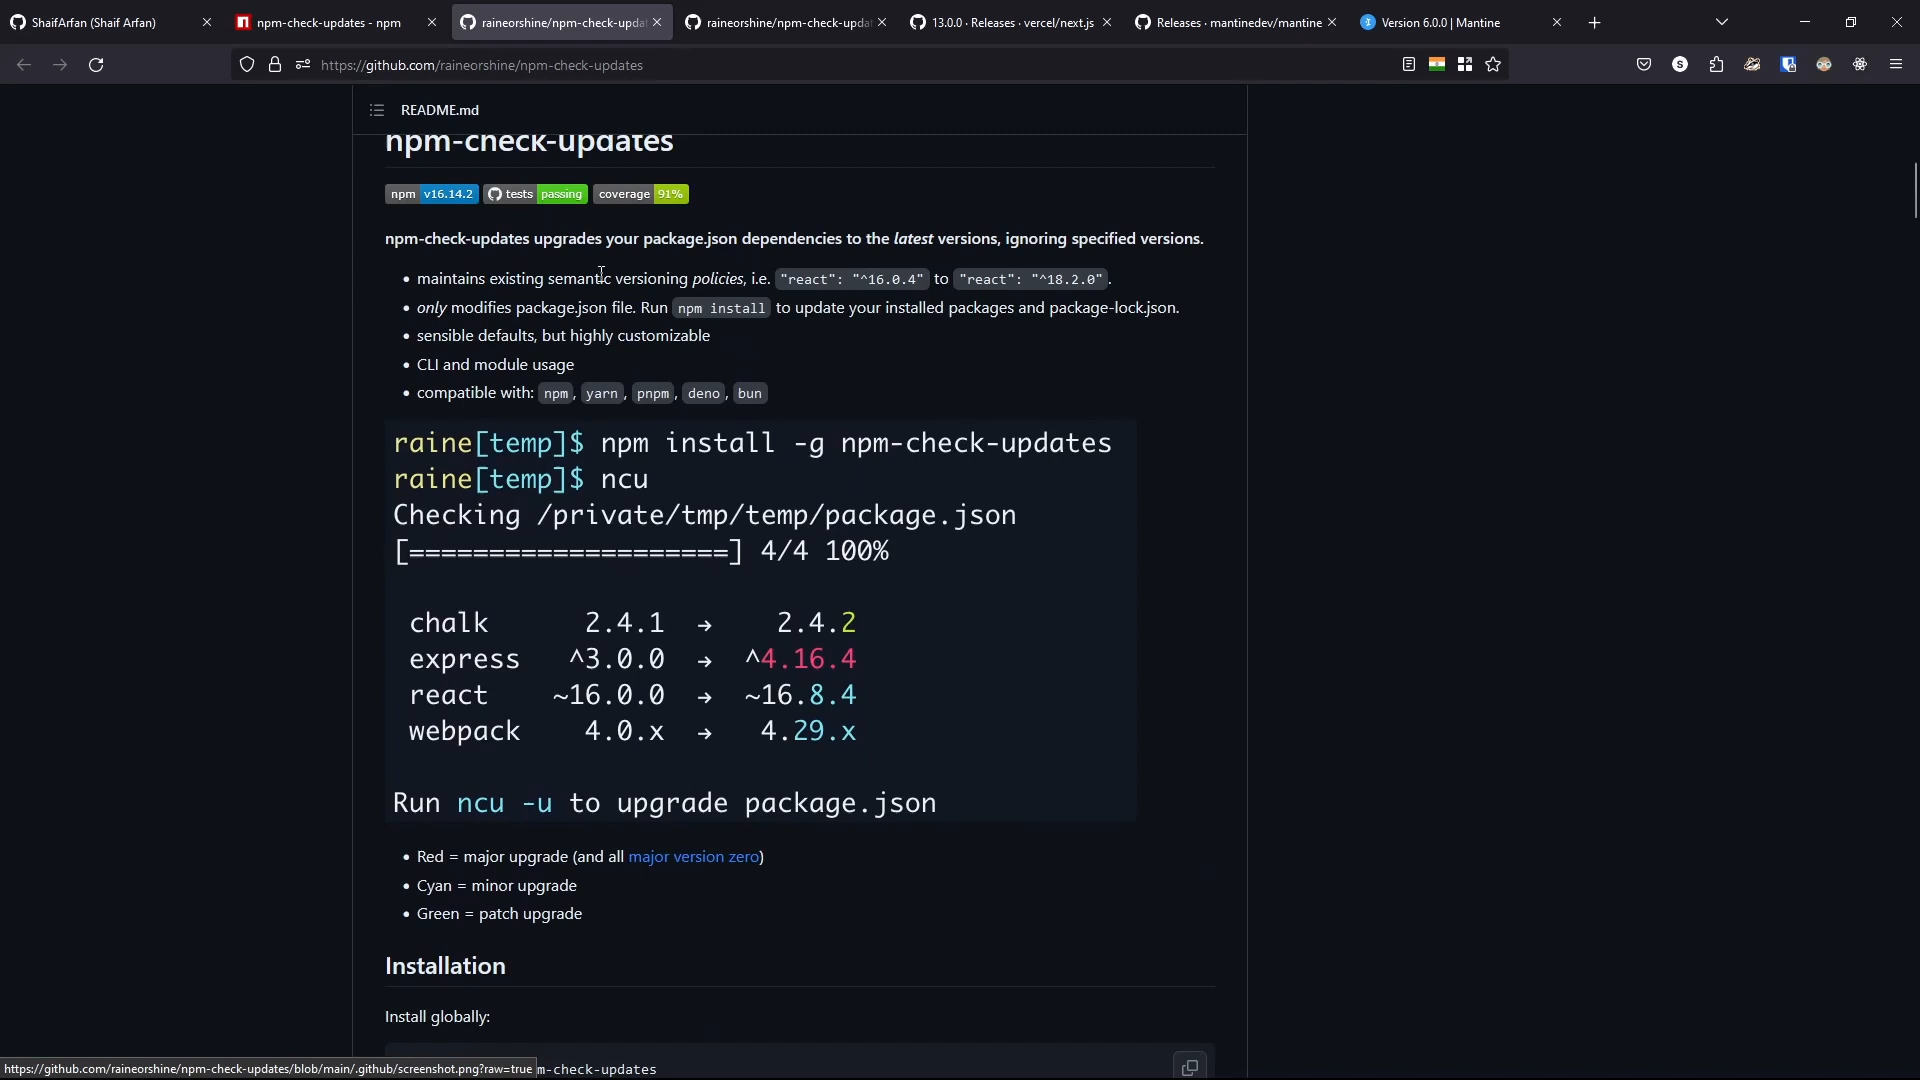 ShaifArfan (Shaif Arfan)
npm-check-updates - npm
raineorshine/npm-check-updat
raineorshine/npm-check-updat
13.0.0 · Releases · vercel/next.js
Releases · mantinedev/mantine
Version 6.0.0 | Mantine
https://github.com/raineorshine/npm-check-updates
S
README.md
npm-check-updates
npm v16.14.2 tests passing coverage 91%
npm-check-updates upgrades your package.json dependencies to the latest versions, ignoring specified versions.
• maintains existing semantic versioning policies, i.e. "react": "^16.0.4" to "react": "^18.2.0".
• only modifies package.json file. Run npm install to update your installed packages and package-lock.json.
• sensible defaults, but highly customizable
• CLI and module usage
• compatible with: npm, yarn, pnpm, deno, bun
raine[temp]$ npm install -g npm-check-updates
raine[temp]$ ncu
Checking /private/tmp/temp/package.json
[====================] 4/4 100%
chalk 2.4.1 → 2.4.2
express ^3.0.0 → ^4.16.4
react ~16.0.0 → ~16.8.4
webpack 4.0.x → 4.29.x
Run ncu -u to upgrade package.json
• Red = major upgrade (and all major version zero)
• Cyan = minor upgrade
• Green = patch upgrade
Installation
Install globally:
m-check-updates
https://github.com/raineorshine/npm-check-updates/blob/main/.github/screenshot.png?raw=true